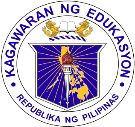 KAGAWARAN NG EDUKASYON
REPUBLIKA NG PILIPINAS